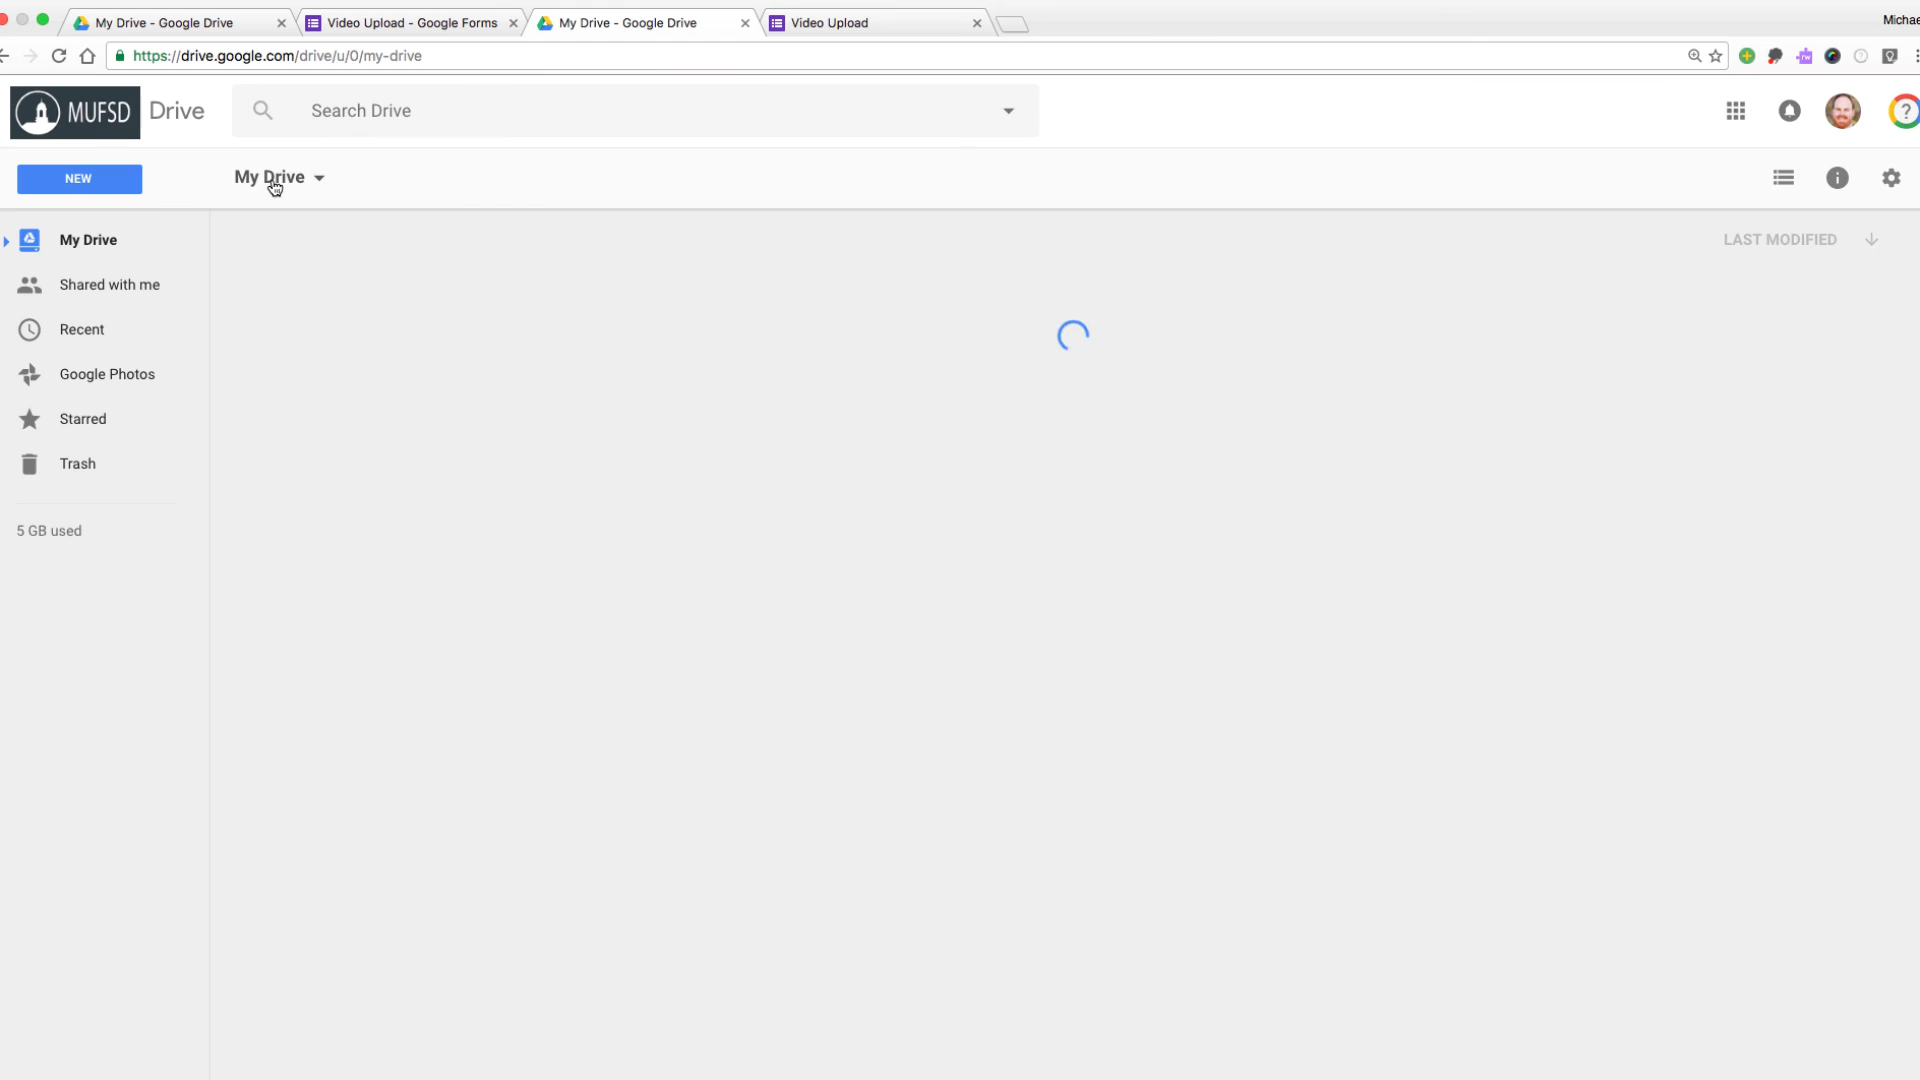 My Drive - Google Drive
Video Upload - Google Forms
My Drive - Google Drive
Video Upload
https://drive.google.com/drive/u/0/my-drive
MUFSD
Drive
Search Drive
NEW
My Drive
My Drive
LAST MODIFIED
Shared with me
Recent
Google Photos
Starred
Trash
5 GB used